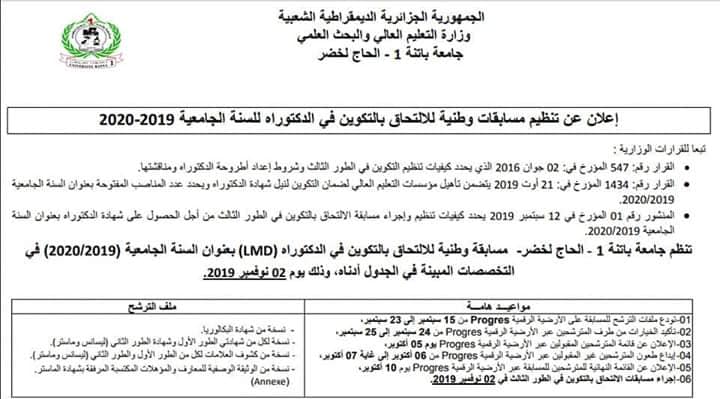 الجمهورية الجزائرية الديمقراطية الشعبية
وزارة التعليم العالي والبحث العلمي
جامعة باتنة 1 - الحاج لخضر
إعلان عن تنظيم مسابقات وطنية للالتحاق بالتكوين في الدكتوراه للسنة الجامعية 2019-2020
تبعا للقرارات الوزارية :
• القرار رقم: 547 المؤرخ في: 02 جوان 2016 الذي يحدد كيفيات تنظيم التكوين في الطور الثالث وشروط إعداد أطروحة الدكتوراه ومناقشتها.
• القرار رقم: 1434 المؤرخ في: 21 أوت 2019 يتضمن تأهيل مؤسسات التعليم العالي لضمان التكوين لنيل شهادة الدكتوراه ويحدد عدد المناصب المفتوحة بعنوان السنة الجامعية
2020/2019.
• المنشور رقم 01 المؤرخ في 12 سبتمبر 2019 يحدد كيفيات تنظيم وإجراء مسابقة الالتحاق بالتكوين في الطور الثالث من أجل الحصول على شهادة الدكتوراه بعنوان السنة
الجامعية 2020/2019.
تنظم جامعة باتنة 1 - الحاج لخضر- مسابقة وطنية للالتحاق بالتكوين في الدكتوراه (LMD) بعنوان السنة الجامعية (2020/2019) في
التخصصات المبينة في الجدول أدناه، وذلك يوم 02 نوفمبر 2019.
مواعيد هامة
01-تودع ملفات الترشح للمسابقة على الأرضية الرقمية Progres من 15 سبتمبر إلى 23 سبتمبر،
02-تأكيد الخيارات من طرف المترشحين عبر الأرضية الرقمية Progres من 24 سبتمبر إلى 25 سبتمبر،
03-الإعلان عن قائمة المترشحين المقبولين عبر الأرضية الرقمية Progres يوم 05 أكتوبر،
04-إيداع طعون المترشحين غير المقبولين عبر الأرضية الرقمية Progres من 06 أكتوبر إلى غاية 07 أكتوبر،
05-الإعلان عن القائمة النهائية للمترشحين للمسابقة عبر الأرضية الرقمية Progres يوم 10 أكتوبر،
06-إجراء مسابقات الالتحاق بالتكوين في الطور الثالث في 02 نوفمبر 2019.
ملف الترشح
- نسخة من شهادة البكالوريا.
- نسخة لكل من شهادتي الطور الأول وشهادة الطور الثاني (ليسانس وماستر).
- نسخة من كشوف العلامات لكل من الطور الأول والطور الثاني (ليسانس وماستر).
- نسخة من الوثيقة الوصفية للمعارف والمؤهلات المكتسبة المرفقة بشهادة الماستر.
(Annexe)